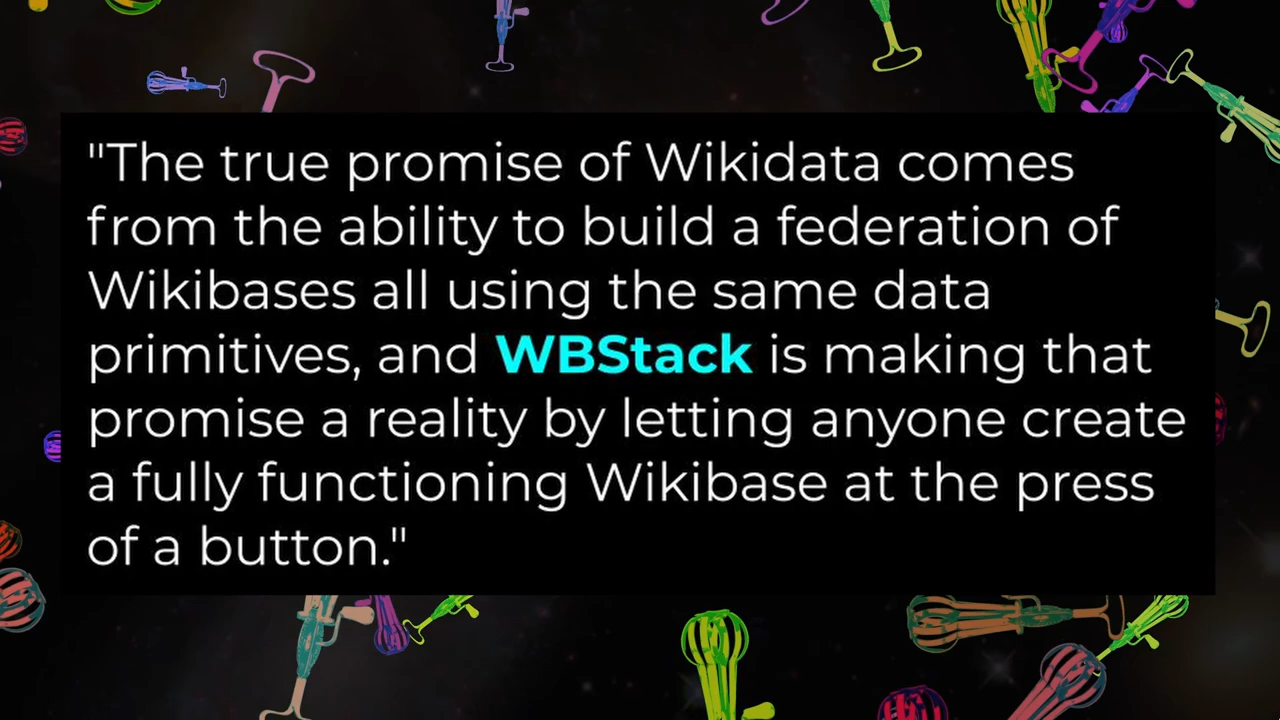 "The true promise of Wikidata comes
from the ability to build a federation of
Wikibases all using the same data
primitives, and WBStack is making that
promise a reality by letting anyone create
a fully functioning Wikibase at the press
of a button."